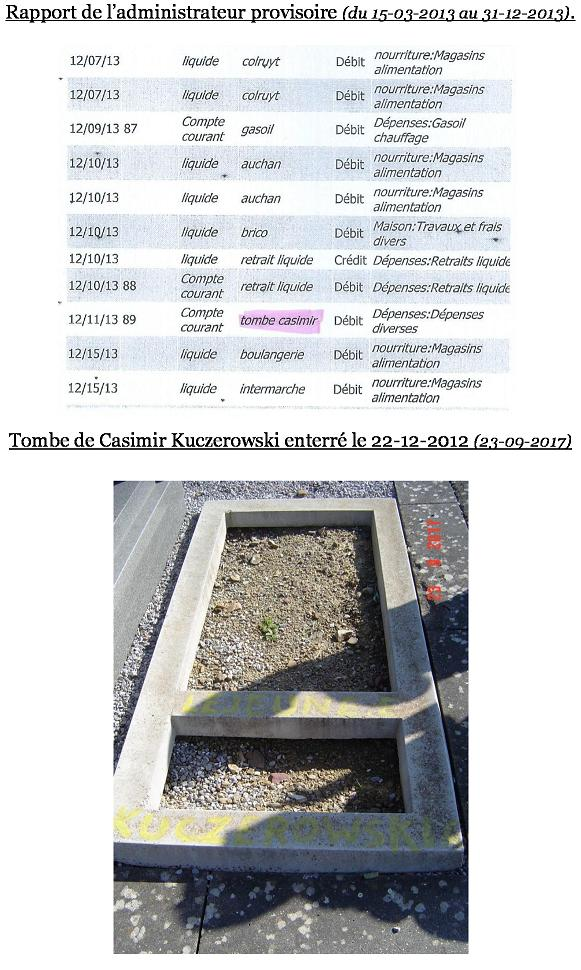 Rapport de l'administrateur provisoire (du 15-03-2013 au 31-12-2013).
12/07/13 liquide colruyt Débit nourriture:Magasins alimentation
12/07/13 liquide colruyt Débit nourriture:Magasins alimentation
12/09/13 87 Compte courant gasoil Débit Dépenses:Gasoil chauffage
12/10/13 liquide auchan Débit nourriture:Magasins alimentation
12/10/13 liquide auchan Débit nourriture:Magasins alimentation
12/10/13 liquide brico Débit Maison:Travaux et frais divers
12/10/13 liquide retrait liquide Crédit Dépenses:Retraits liquide
12/10/13 88 Compte courant retrait liquide Débit Dépenses:Retraits liquide
12/11/13 89 Compte courant tombe casimir Débit Dépenses:Dépenses diverses
12/15/13 liquide boulangerie Débit nourriture:Magasins alimentation
12/15/13 liquide intermarche Débit nourriture:Magasins alimentation
Tombe de Casimir Kuczerowski enterré le 22-12-2012 (23-09-2017)
2017
LEJEUNE E
KUCZEROWSKI